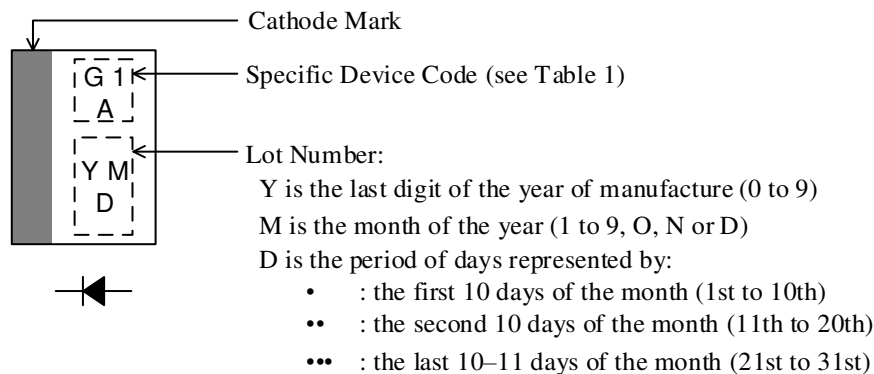 Cathode Mark
G 1
A
Specific Device Code (see Table 1)
Y M
D
Lot Number:
Y is the last digit of the year of manufacture (0 to 9)
M is the month of the year (1 to 9, O, N or D)
D is the period of days represented by:
• : the first 10 days of the month (1st to 10th)
•• : the second 10 days of the month (11th to 20th)
••• : the last 10–11 days of the month (21st to 31st)